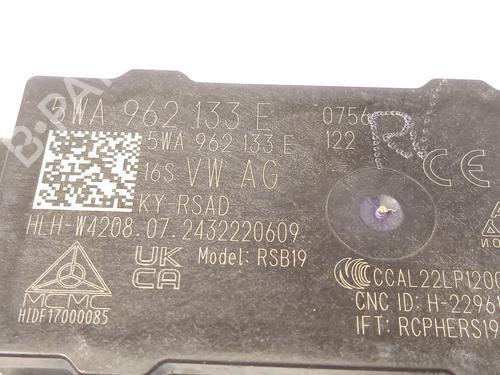 5WA 962 133 E 0756
5WA 962 133 E 122
16S VW AG
KY RSAD
HLH-W4208.07.2432220609
UK CA Model: RSB19
MCMC
HIDF17000085
CE
CCAL22LP1200
CNC ID: H-2296
IFT: RCPHERS19